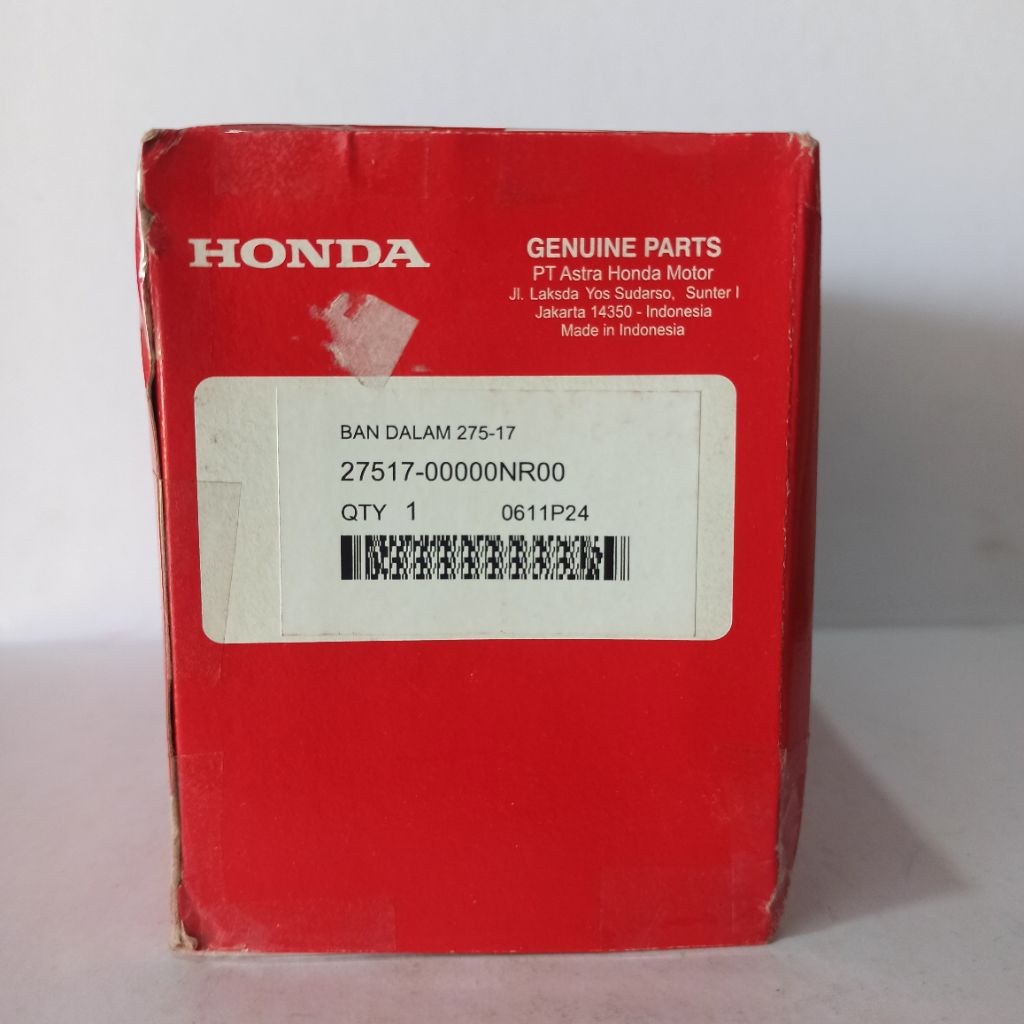 HONDA
GENUINE PARTS
PT Astra Honda Motor
Jl. Laksda Yos Sudarso, Sunter I
Jakarta 14350 - Indonesia
Made in Indonesia
BAN DALAM 275-17
27517-00000NR00
QTY 1 0611P24